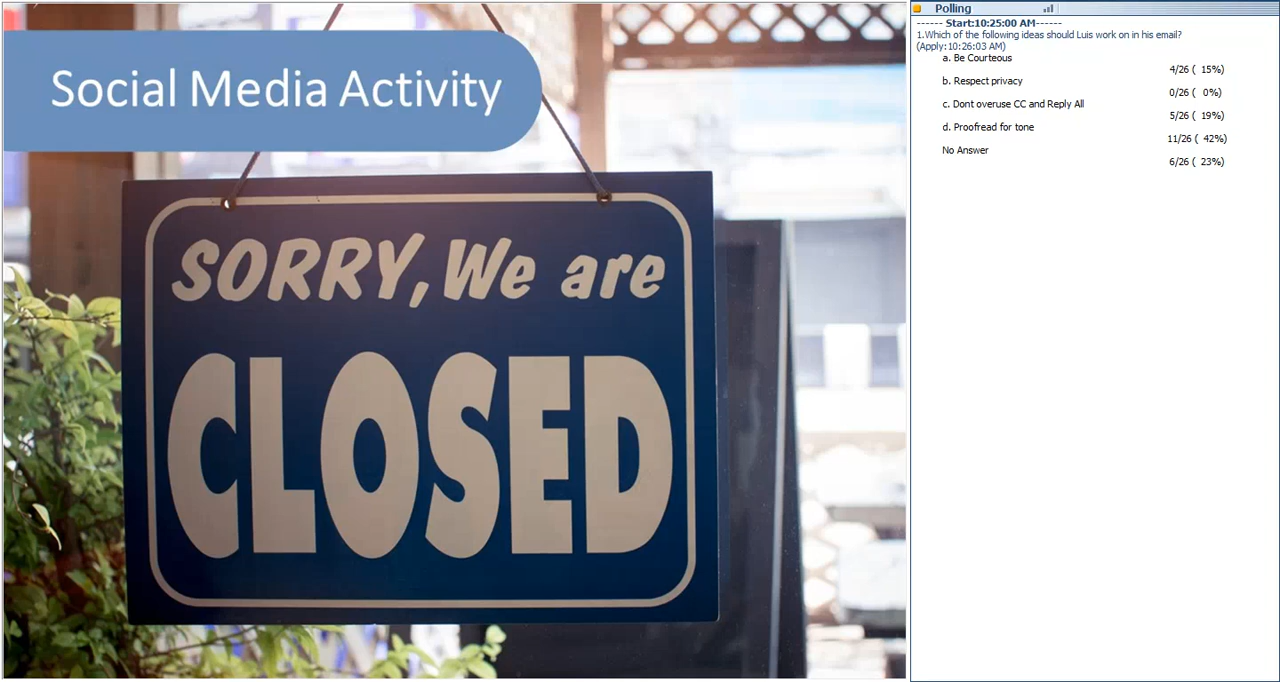 Social Media Activity
SORRY, We are
CLOSED
Polling
------ Start:10:25:00 AM------
1.Which of the following ideas should Luis work on in his email?
(Apply:10:26:03 AM)
a. Be Courteous
4/26 ( 15%)
b. Respect privacy
0/26 ( 0%)
c. Dont overuse CC and Reply All
5/26 ( 19%)
d. Proofread for tone
11/26 ( 42%)
No Answer
6/26 ( 23%)